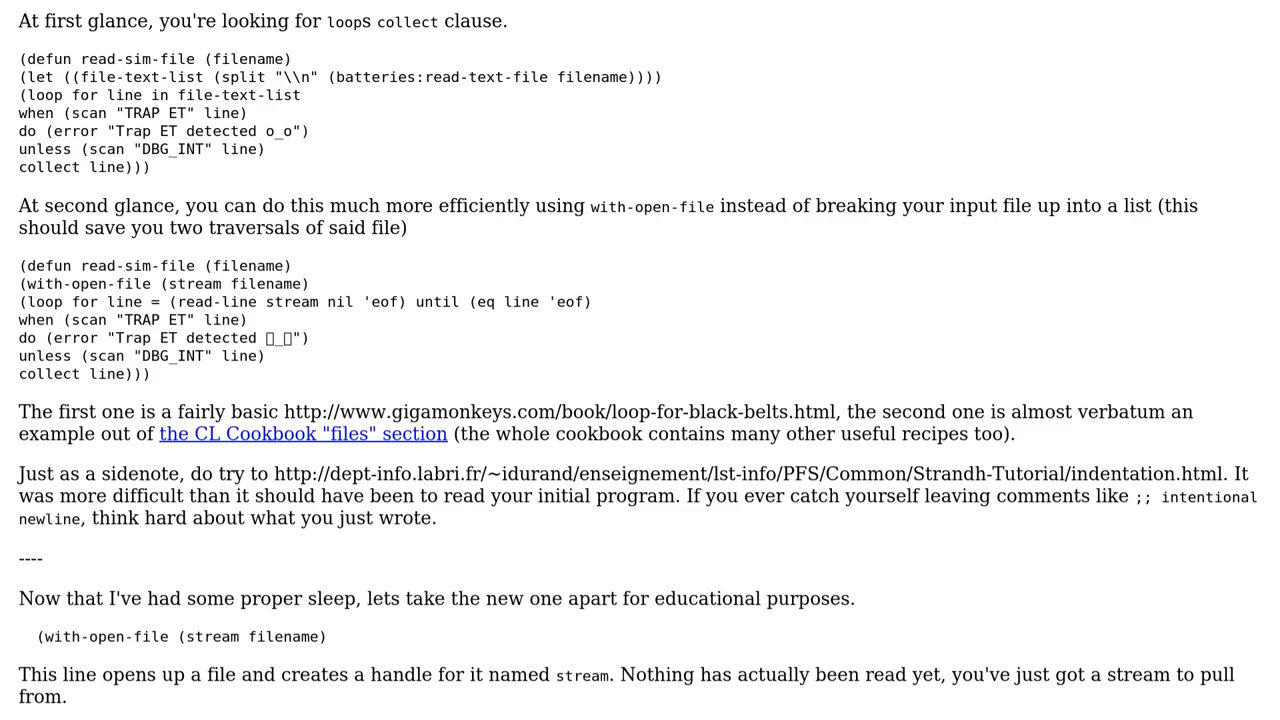 At first glance, you're looking for loops collect clause.
(defun read-sim-file (filename)
(let ((file-text-list (split "\\n" (batteries:read-text-file filename))))
(loop for line in file-text-list
when (scan "TRAP ET" line)
do (error "Trap ET detected o_o")
unless (scan "DBG_INT" line)
collect line)))
At second glance, you can do this much more efficiently using with-open-file instead of breaking your input file up into a list (this
should save you two traversals of said file)
(defun read-sim-file (filename)
(with-open-file (stream filename)
(loop for line = (read-line stream nil 'eof) until (eq line 'eof)
when (scan "TRAP ET" line)
do (error "Trap ET detected _")
unless (scan "DBG_INT" line)
collect line)))
The first one is a fairly basic http://www.gigamonkeys.com/book/loop-for-black-belts.html, the second one is almost verbatum an
example out of the CL Cookbook "files" section (the whole cookbook contains many other useful recipes too).
Just as a sidenote, do try to http://dept-info.labri.fr/~idurand/enseignement/lst-info/PFS/Common/Strandh-Tutorial/indentation.html. It
was more difficult than it should have been to read your initial program. If you ever catch yourself leaving comments like ;; intentional
newline, think hard about what you just wrote.
----
Now that I've had some proper sleep, lets take the new one apart for educational purposes.
(with-open-file (stream filename)
This line opens up a file and creates a handle for it named stream. Nothing has actually been read yet, you've just got a stream to pull
from.